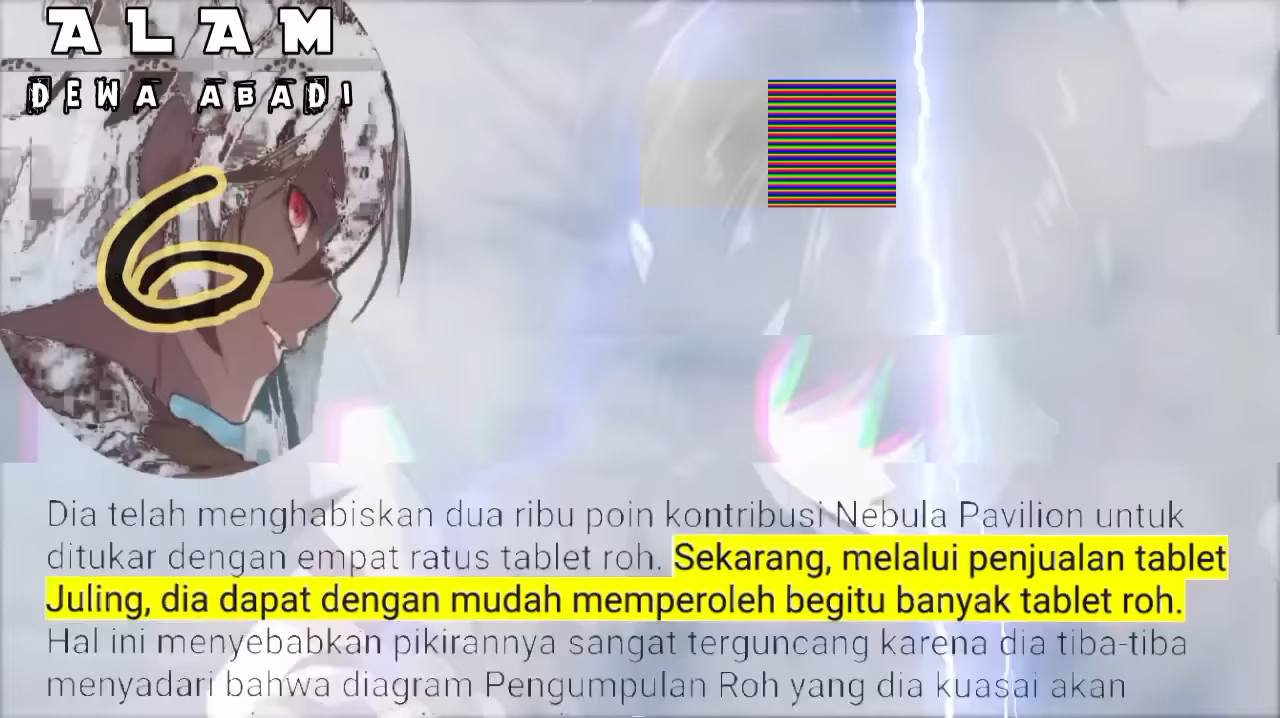 ALAM
DEWA ABADI
6
Dia telah menghabiskan dua ribu poin kontribusi Nebula Pavilion untuk
ditukar dengan empat ratus tablet roh. Sekarang, melalui penjualan tablet
Juling, dia dapat dengan mudah memperoleh begitu banyak tablet roh.
Hal ini menyebabkan pikirannya sangat terguncang karena dia tiba-tiba
menyadari bahwa diagram Pengumpulan Roh yang dia kuasai akan